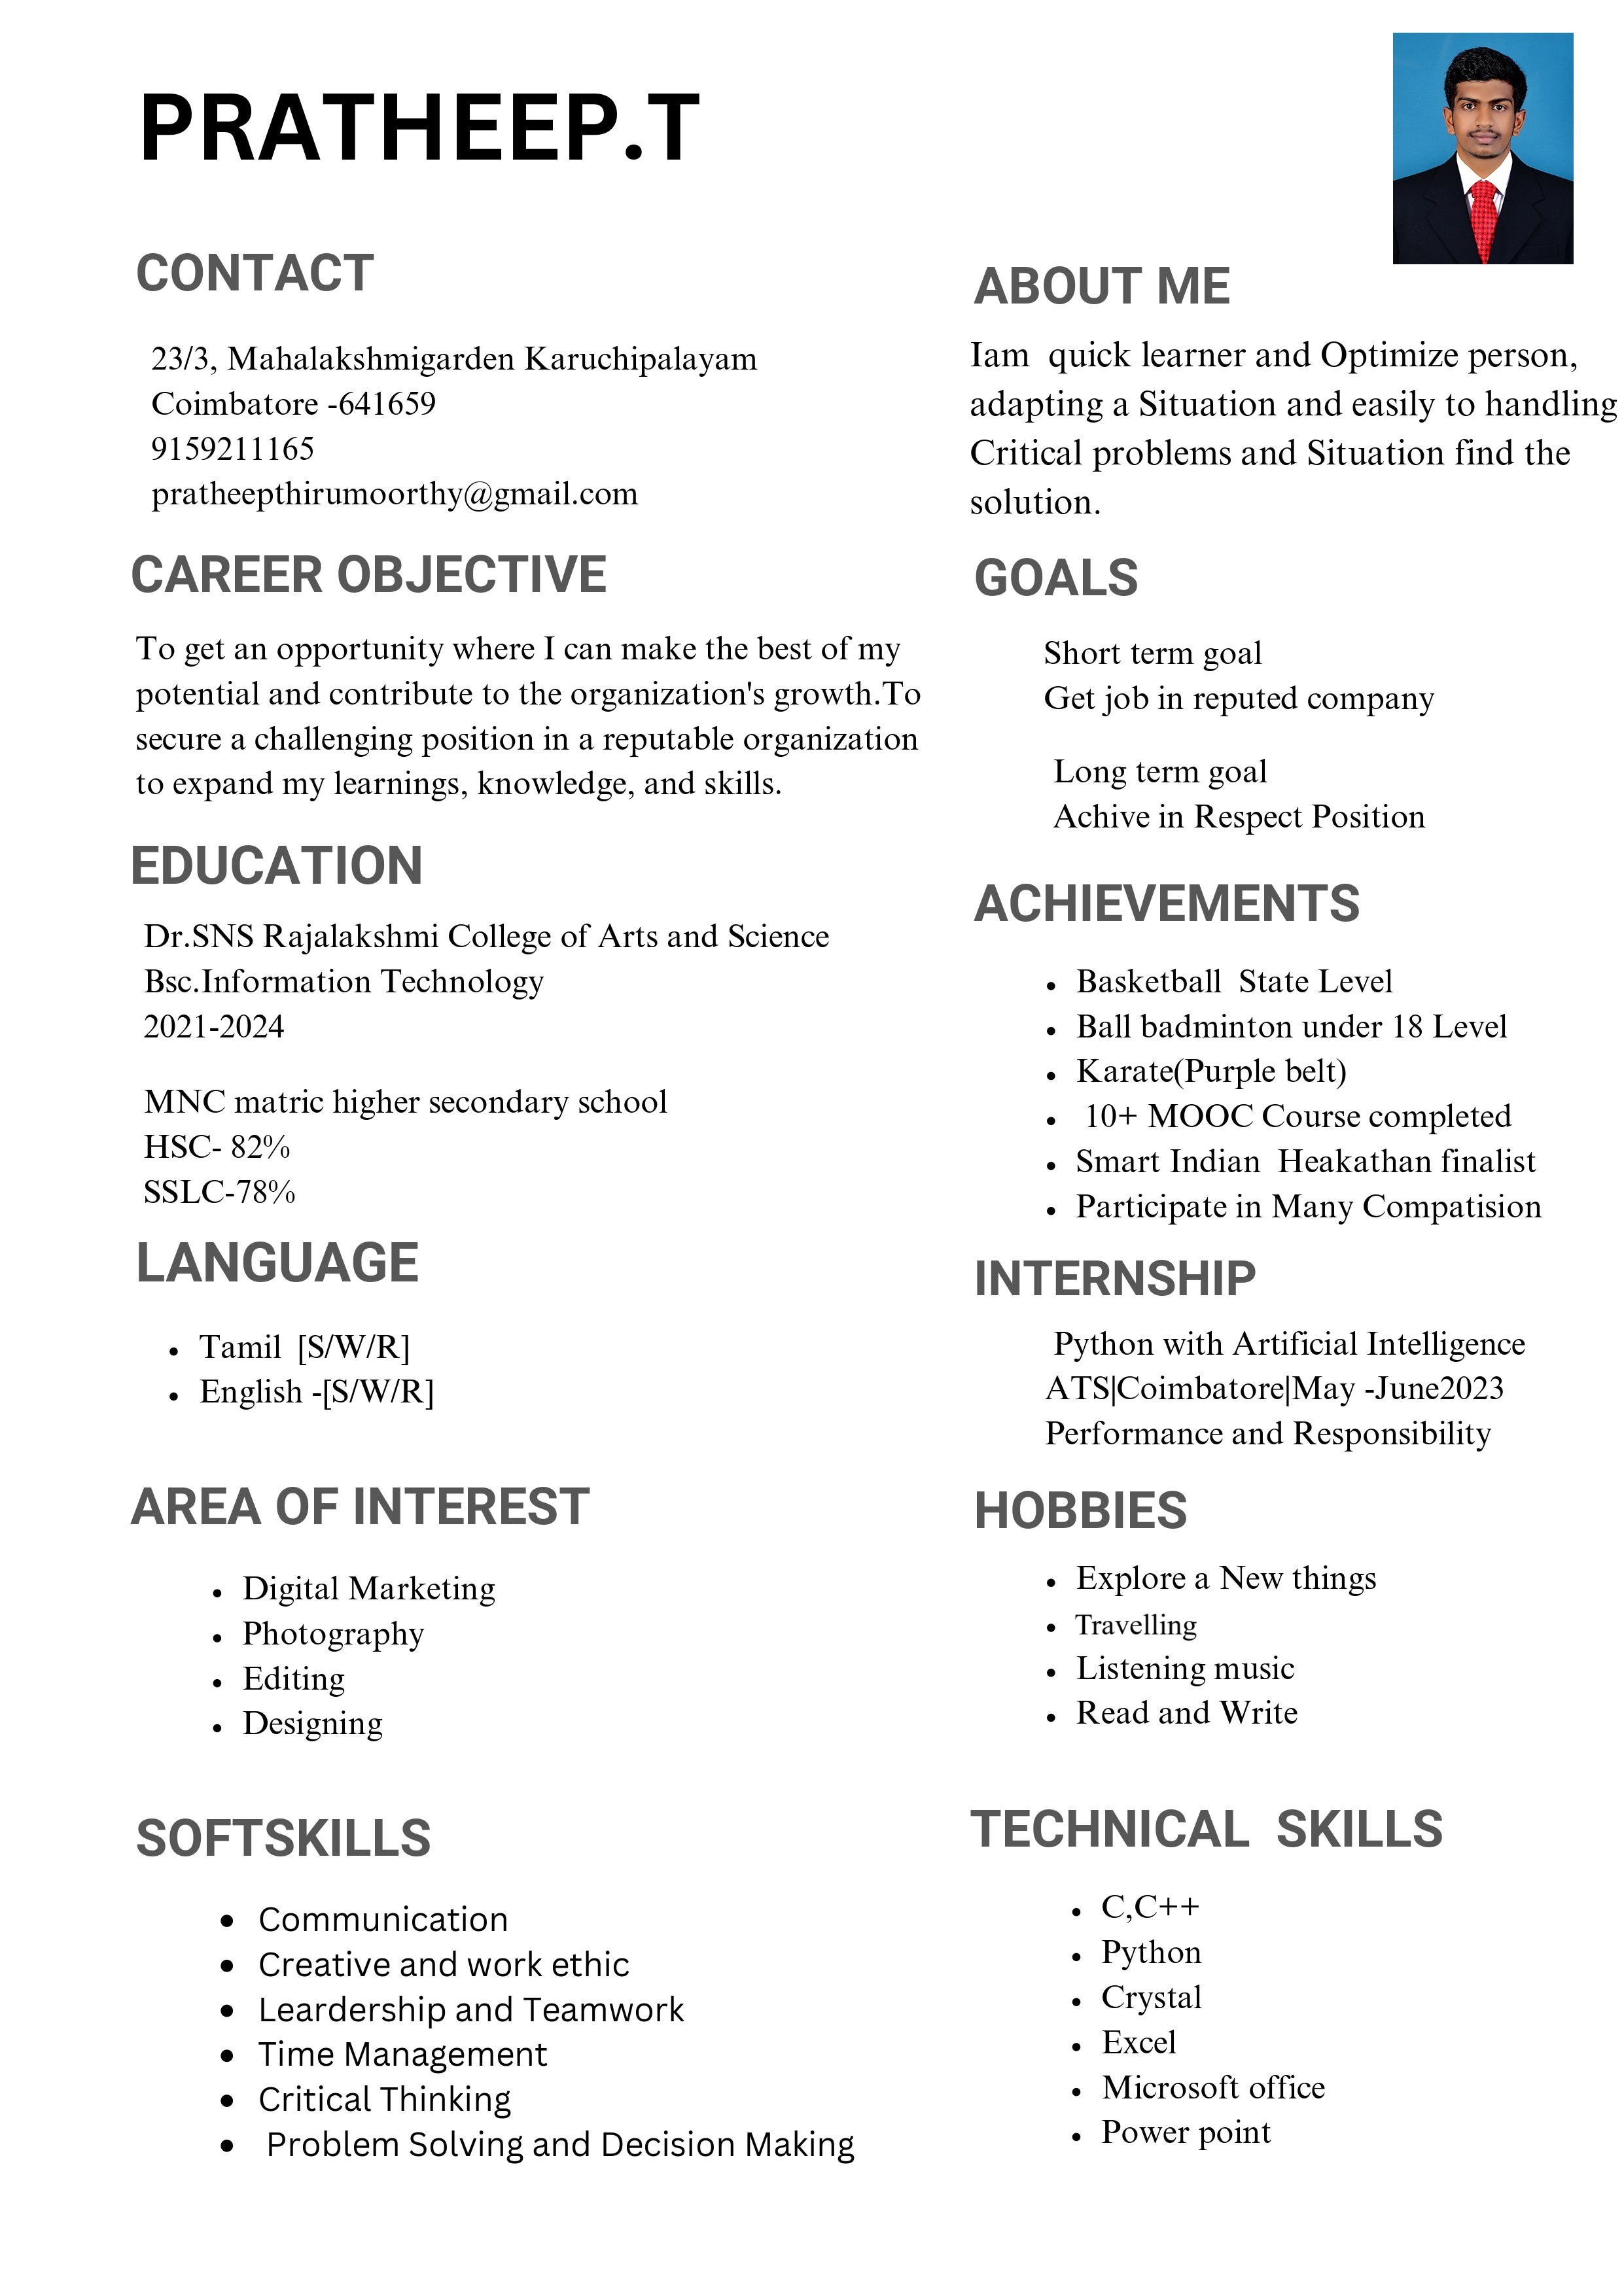 PRATHEEP.T
CONTACT
23/3, Mahalakshmigarden Karuchipalayam
Coimbatore -641659
9159211165
pratheepthirumoorthy@gmail.com
CAREER OBJECTIVE
To get an opportunity where I can make the best of my
potential and contribute to the organization's growth.To
secure a challenging position in a reputable organization
to expand my learnings, knowledge, and skills.
EDUCATION
Dr.SNS Rajalakshmi College of Arts and Science
Bsc.Information Technology
2021-2024
MNC matric higher secondary school
HSC- 82%
SSLC-78%
LANGUAGE
• Tamil [S/W/R]
• English -[S/W/R]
AREA OF INTEREST
• Digital Marketing
• Photography
• Editing
• Designing
SOFTSKILLS
• Communication
• Creative and work ethic
• Leardership and Teamwork
• Time Management
• Critical Thinking
• Problem Solving and Decision Making
ABOUT ME
Iam quick learner and Optimize person,
adapting a Situation and easily to handling
Critical problems and Situation find the
solution.
GOALS
Short term goal
Get job in reputed company
Long term goal
Achive in Respect Position
ACHIEVEMENTS
• Basketball State Level
• Ball badminton under 18 Level
• Karate(Purple belt)
• 10+ MOOC Course completed
• Smart Indian Heakathan finalist
• Participate in Many Compatision
INTERNSHIP
Python with Artificial Intelligence
ATS|Coimbatore|May -June2023
Performance and Responsibility
HOBBIES
• Explore a New things
• Travelling
• Listening music
• Read and Write
TECHNICAL SKILLS
• C,C++
• Python
• Crystal
• Excel
• Microsoft office
• Power point